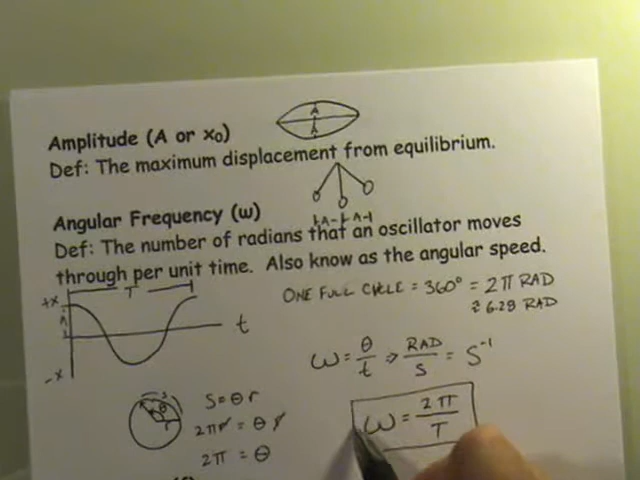 Amplitude (A or x₀)
A
A
Def: The maximum displacement from equilibrium.
Angular Frequency (ω)
|-A-|-A-|
Def: The number of radians that an oscillator moves
through per unit time. Also know as the angular speed.
T
+x
A
t
-x
ONE FULL CYCLE = 360° = 2π RAD
≈ 6.28 RAD
ω = θ/t ⇒ RAD/S = S⁻¹
S
θ
r
S = θ r
2πr = θ r
2π = θ
ω = 2π/T